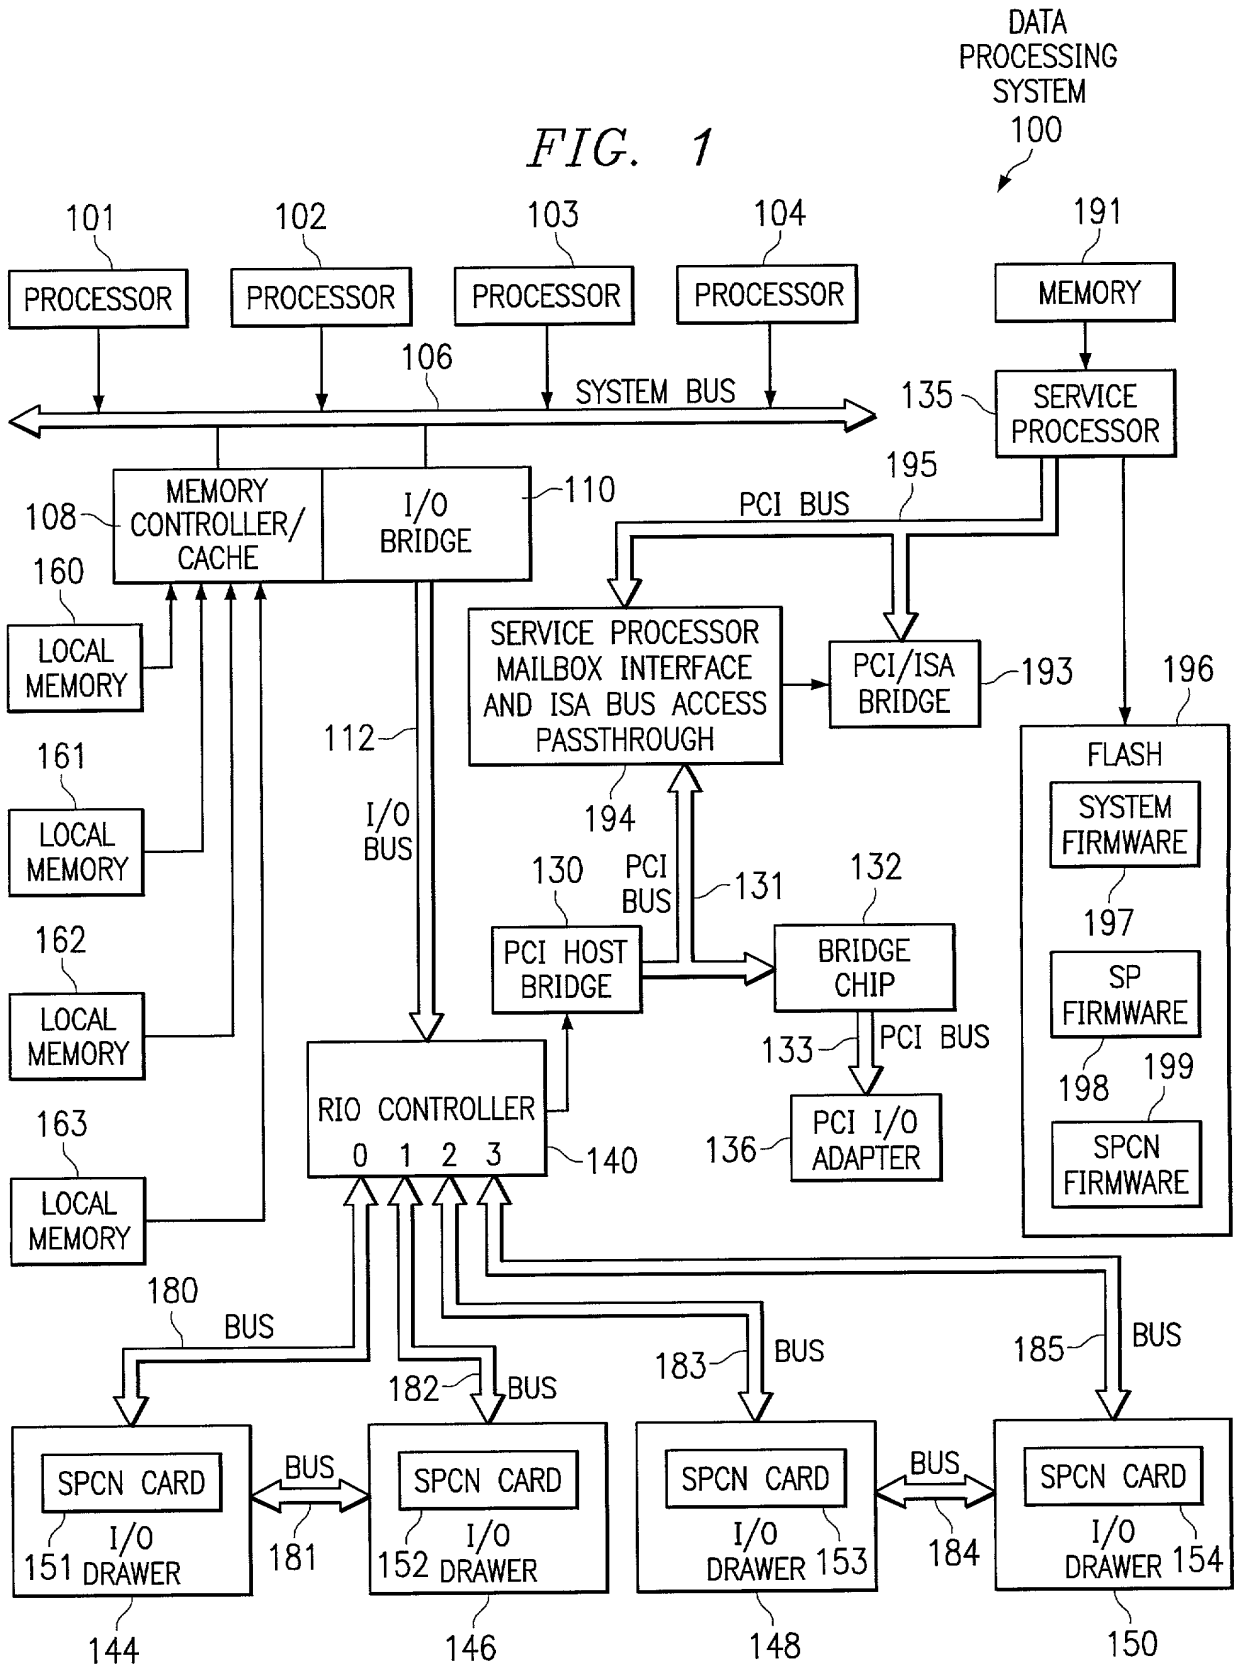 DATA
PROCESSING
SYSTEM
100
FIG. 1
101
102
103
104
191
PROCESSOR
PROCESSOR
PROCESSOR
PROCESSOR
MEMORY
106
SYSTEM BUS
135
SERVICE
PROCESSOR
195
PCI BUS
108
MEMORY
CONTROLLER/
CACHE
I/O
BRIDGE
110
160
LOCAL
MEMORY
SERVICE PROCESSOR
MAILBOX INTERFACE
AND ISA BUS ACCESS
PASSTHROUGH
194
PCI/ISA
BRIDGE
193
196
FLASH
SYSTEM
FIRMWARE
197
SP
FIRMWARE
198
199
SPCN
FIRMWARE
112
I/O
BUS
161
LOCAL
MEMORY
162
LOCAL
MEMORY
163
LOCAL
MEMORY
130
PCI HOST
BRIDGE
PCI
BUS
131
132
BRIDGE
CHIP
133
PCI BUS
136
PCI I/O
ADAPTER
RIO CONTROLLER
0 1 2 3
140
180
BUS
182
BUS
183
BUS
185
BUS
SPCN CARD
151
I/O
DRAWER
144
BUS
181
SPCN CARD
152
I/O
DRAWER
146
SPCN CARD
I/O
DRAWER
153
148
BUS
184
SPCN CARD
I/O
DRAWER
154
150